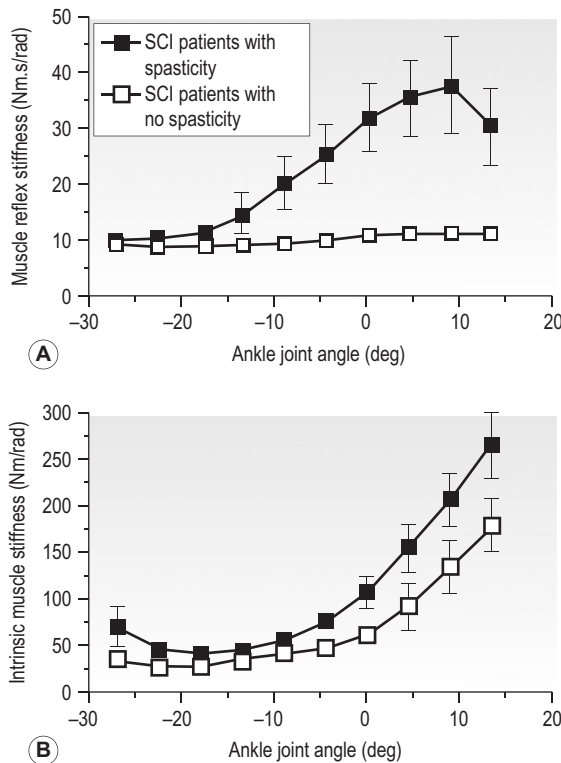 50
40
30
20
10
0
Muscle reflex stiffness (Nm.s/rad)
SCI patients with
spasticity
SCI patients with
no spasticity
–30 –20 –10 0 10 20
Ankle joint angle (deg)
A
300
250
200
150
100
50
0
Intrinsic muscle stiffness (Nm/rad)
–30 –20 –10 0 10 20
Ankle joint angle (deg)
B